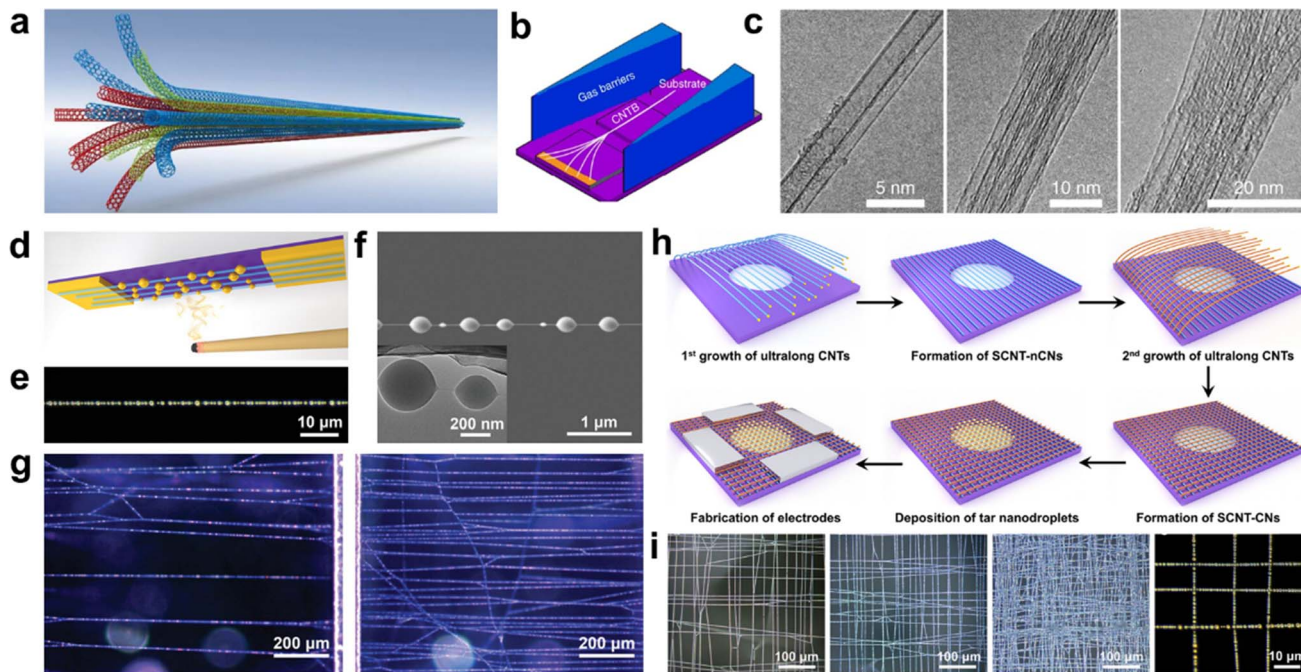 a
b
Gas barriers
Substrate
CNTB
c
5 nm
10 nm
20 nm
d
e
10 µm
f
200 nm
1 µm
g
200 µm
200 µm
h
1st growth of ultralong CNTs
Formation of SCNT-nCNs
2nd growth of ultralong CNTs
Fabrication of electrodes
Deposition of tar nanodroplets
Formation of SCNT-CNs
i
100 µm
100 µm
100 µm
10 µm